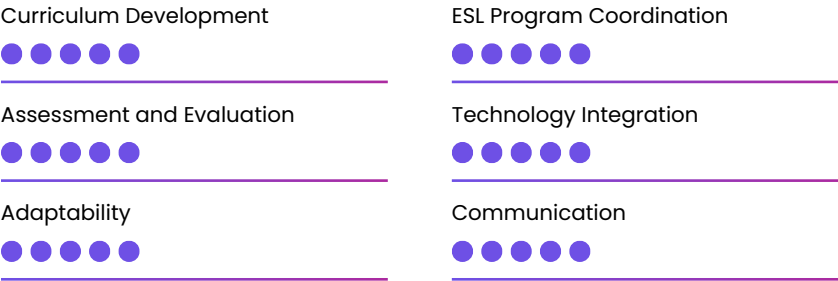 Curriculum Development
ESL Program Coordination
Assessment and Evaluation
Technology Integration
Adaptability
Communication